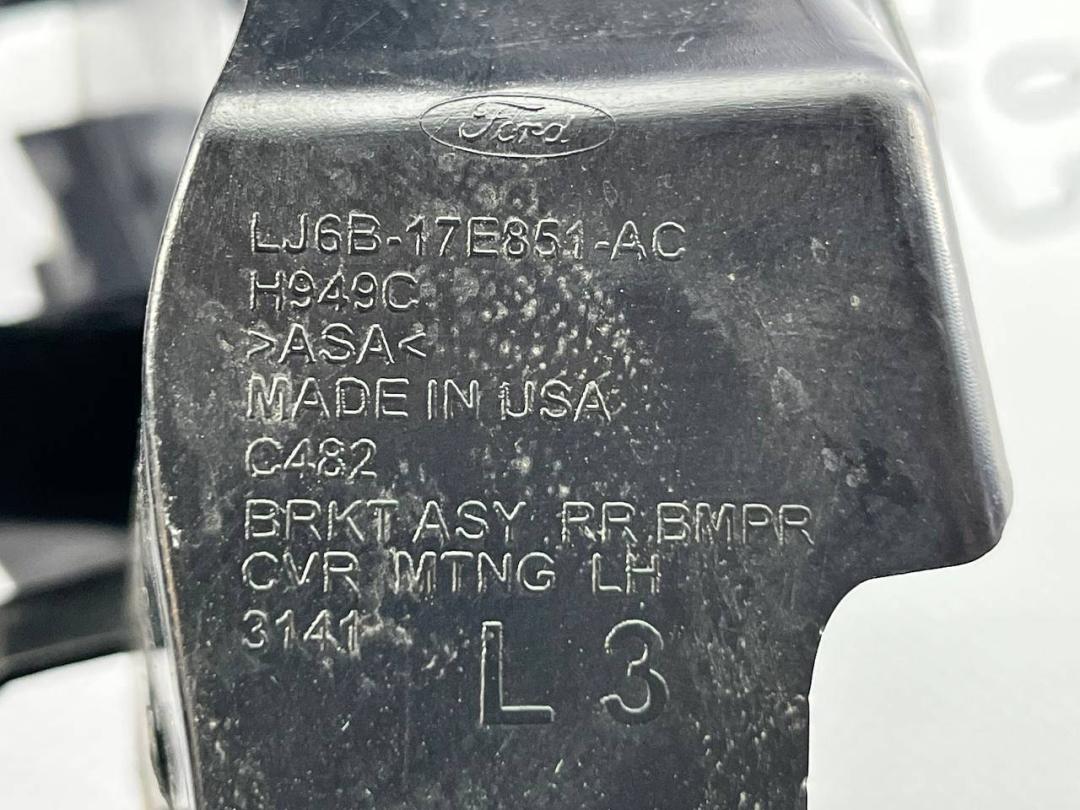 Ford
LJ6B-17E851-AC
H949C
>ASA<
MADE IN USA
C482
BRKT ASY RR BMPR
CVR MTNG LH
3141
L 3